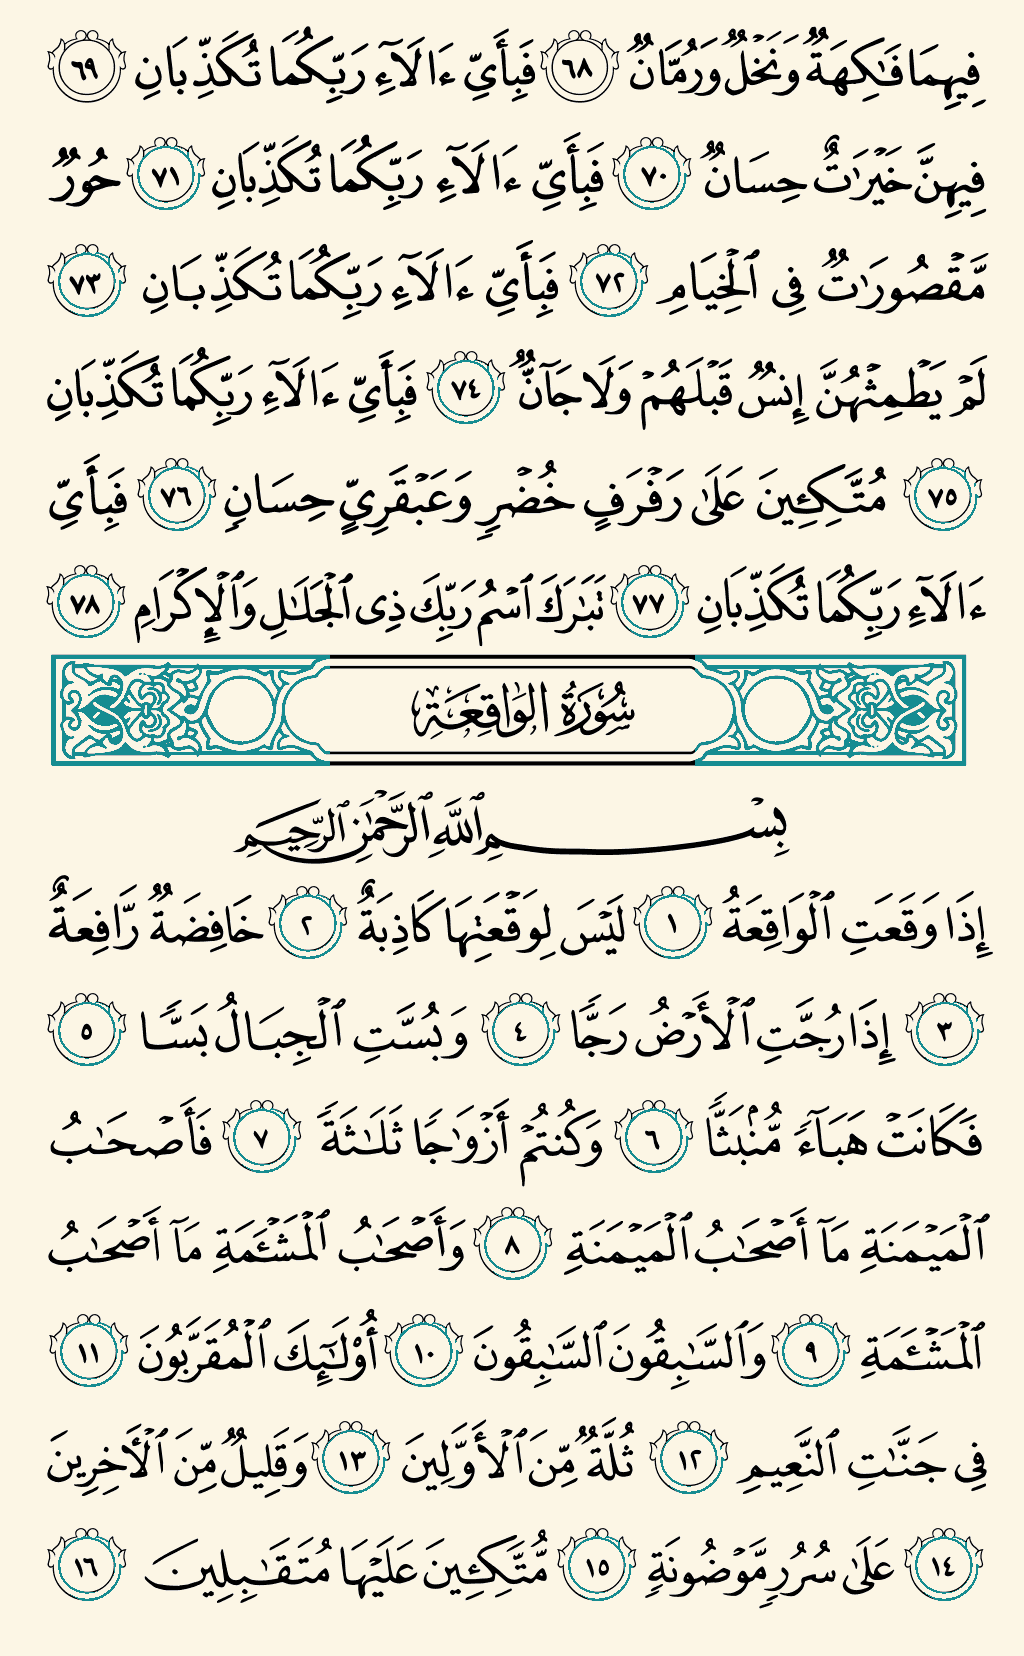 فِيهِمَا فَـٰكِهَةٌ وَنَخْلٌ وَرُمَّانٌ ٦٨ فَبِأَىِّ ءَالَآءِ رَبِّكُمَا تُكَذِّبَانِ ٦٩
فِيهِنَّ خَيْرَٰتٌ حِسَانٌ ٧٠ فَبِأَىِّ ءَالَآءِ رَبِّكُمَا تُكَذِّبَانِ ٧١ حُورٌ
مَّقْصُورَٰتٌ فِى ٱلْخِيَامِ ٧٢ فَبِأَىِّ ءَالَآءِ رَبِّكُمَا تُكَذِّبَانِ ٧٣
لَمْ يَطْمِثْهُنَّ إِنسٌ قَبْلَهُمْ وَلَا جَآنٌّ ٧٤ فَبِأَىِّ ءَالَآءِ رَبِّكُمَا تُكَذِّبَانِ
٧٥ مُتَّكِـِٔينَ عَلَىٰ رَفْرَفٍ خُضْرٍ وَعَبْقَرِىٍّ حِسَانٍ ٧٦ فَبِأَىِّ
ءَالَآءِ رَبِّكُمَا تُكَذِّبَانِ ٧٧ تَبَـٰرَكَ ٱسْمُ رَبِّكَ ذِى ٱلْجَلَـٰلِ وَٱلْإِكْرَامِ ٧٨
سُورَةُ الوَاقِعَةِ
بِسْمِ ٱللَّهِ ٱلرَّحْمَـٰنِ ٱلرَّحِيمِ
إِذَا وَقَعَتِ ٱلْوَاقِعَةُ ١ لَيْسَ لِوَقْعَتِهَا كَاذِبَةٌ ٢ خَافِضَةٌ رَّافِعَةٌ
٣ إِذَا رُجَّتِ ٱلْأَرْضُ رَجًّا ٤ وَبُسَّتِ ٱلْجِبَالُ بَسًّا ٥
فَكَانَتْ هَبَآءً مُّنۢبَثًّا ٦ وَكُنتُمْ أَزْوَٰجًا ثَلَـٰثَةً ٧ فَأَصْحَـٰبُ
ٱلْمَيْمَنَةِ مَآ أَصْحَـٰبُ ٱلْمَيْمَنَةِ ٨ وَأَصْحَـٰبُ ٱلْمَشْـَٔمَةِ مَآ أَصْحَـٰبُ
ٱلْمَشْـَٔمَةِ ٩ وَٱلسَّـٰبِقُونَ ٱلسَّـٰبِقُونَ ١٠ أُو۟لَـٰٓئِكَ ٱلْمُقَرَّبُونَ ١١
فِى جَنَّـٰتِ ٱلنَّعِيمِ ١٢ ثُلَّةٌ مِّنَ ٱلْأَوَّلِينَ ١٣ وَقَلِيلٌ مِّنَ ٱلْـَٔاخِرِينَ
١٤ عَلَىٰ سُرُرٍ مَّوْضُونَةٍ ١٥ مُّتَّكِـِٔينَ عَلَيْهَا مُتَقَـٰبِلِينَ ١٦